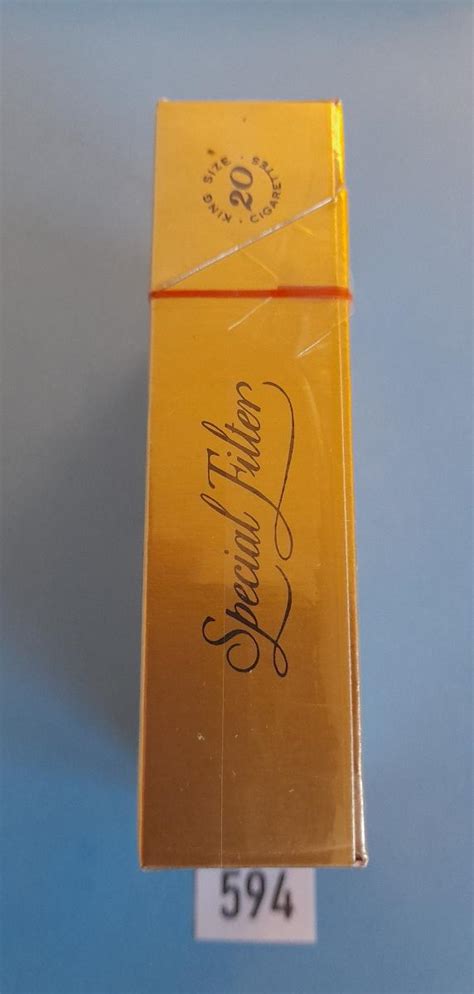 KING SIZE · CIGARETTES ·
20
Special Filter
594